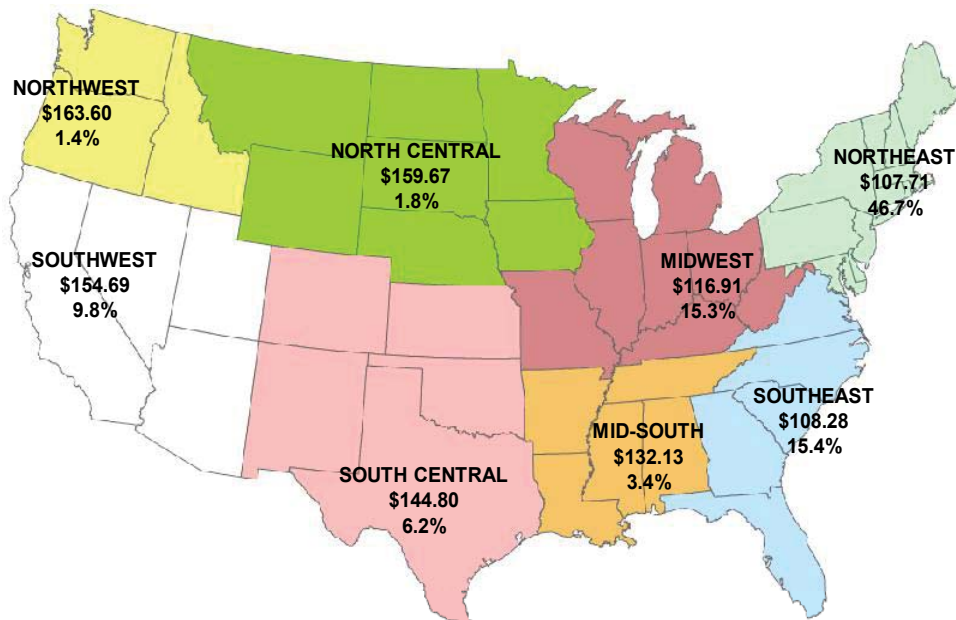 NORTHWEST
$163.60
1.4%
NORTH CENTRAL
$159.67
1.8%
NORTHEAST
$107.71
46.7%
SOUTHWEST
$154.69
9.8%
MIDWEST
$116.91
15.3%
SOUTHEAST
$108.28
15.4%
MID-SOUTH
$132.13
3.4%
SOUTH CENTRAL
$144.80
6.2%